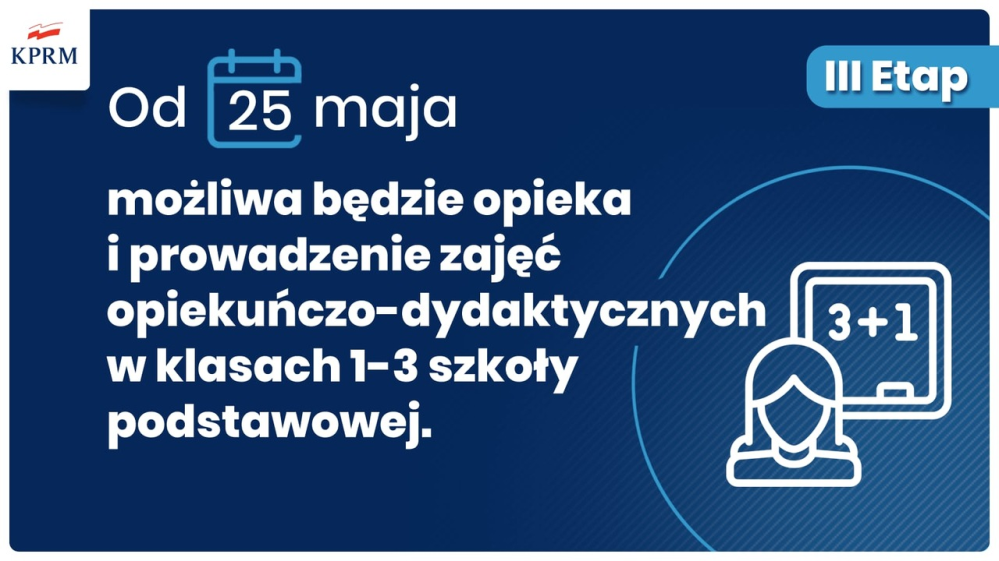 KPRM
III Etap
Od 25 maja
możliwa będzie opieka
i prowadzenie zajęć
opiekuńczo-dydaktycznych
w klasach 1-3 szkoły
podstawowej.
3+1